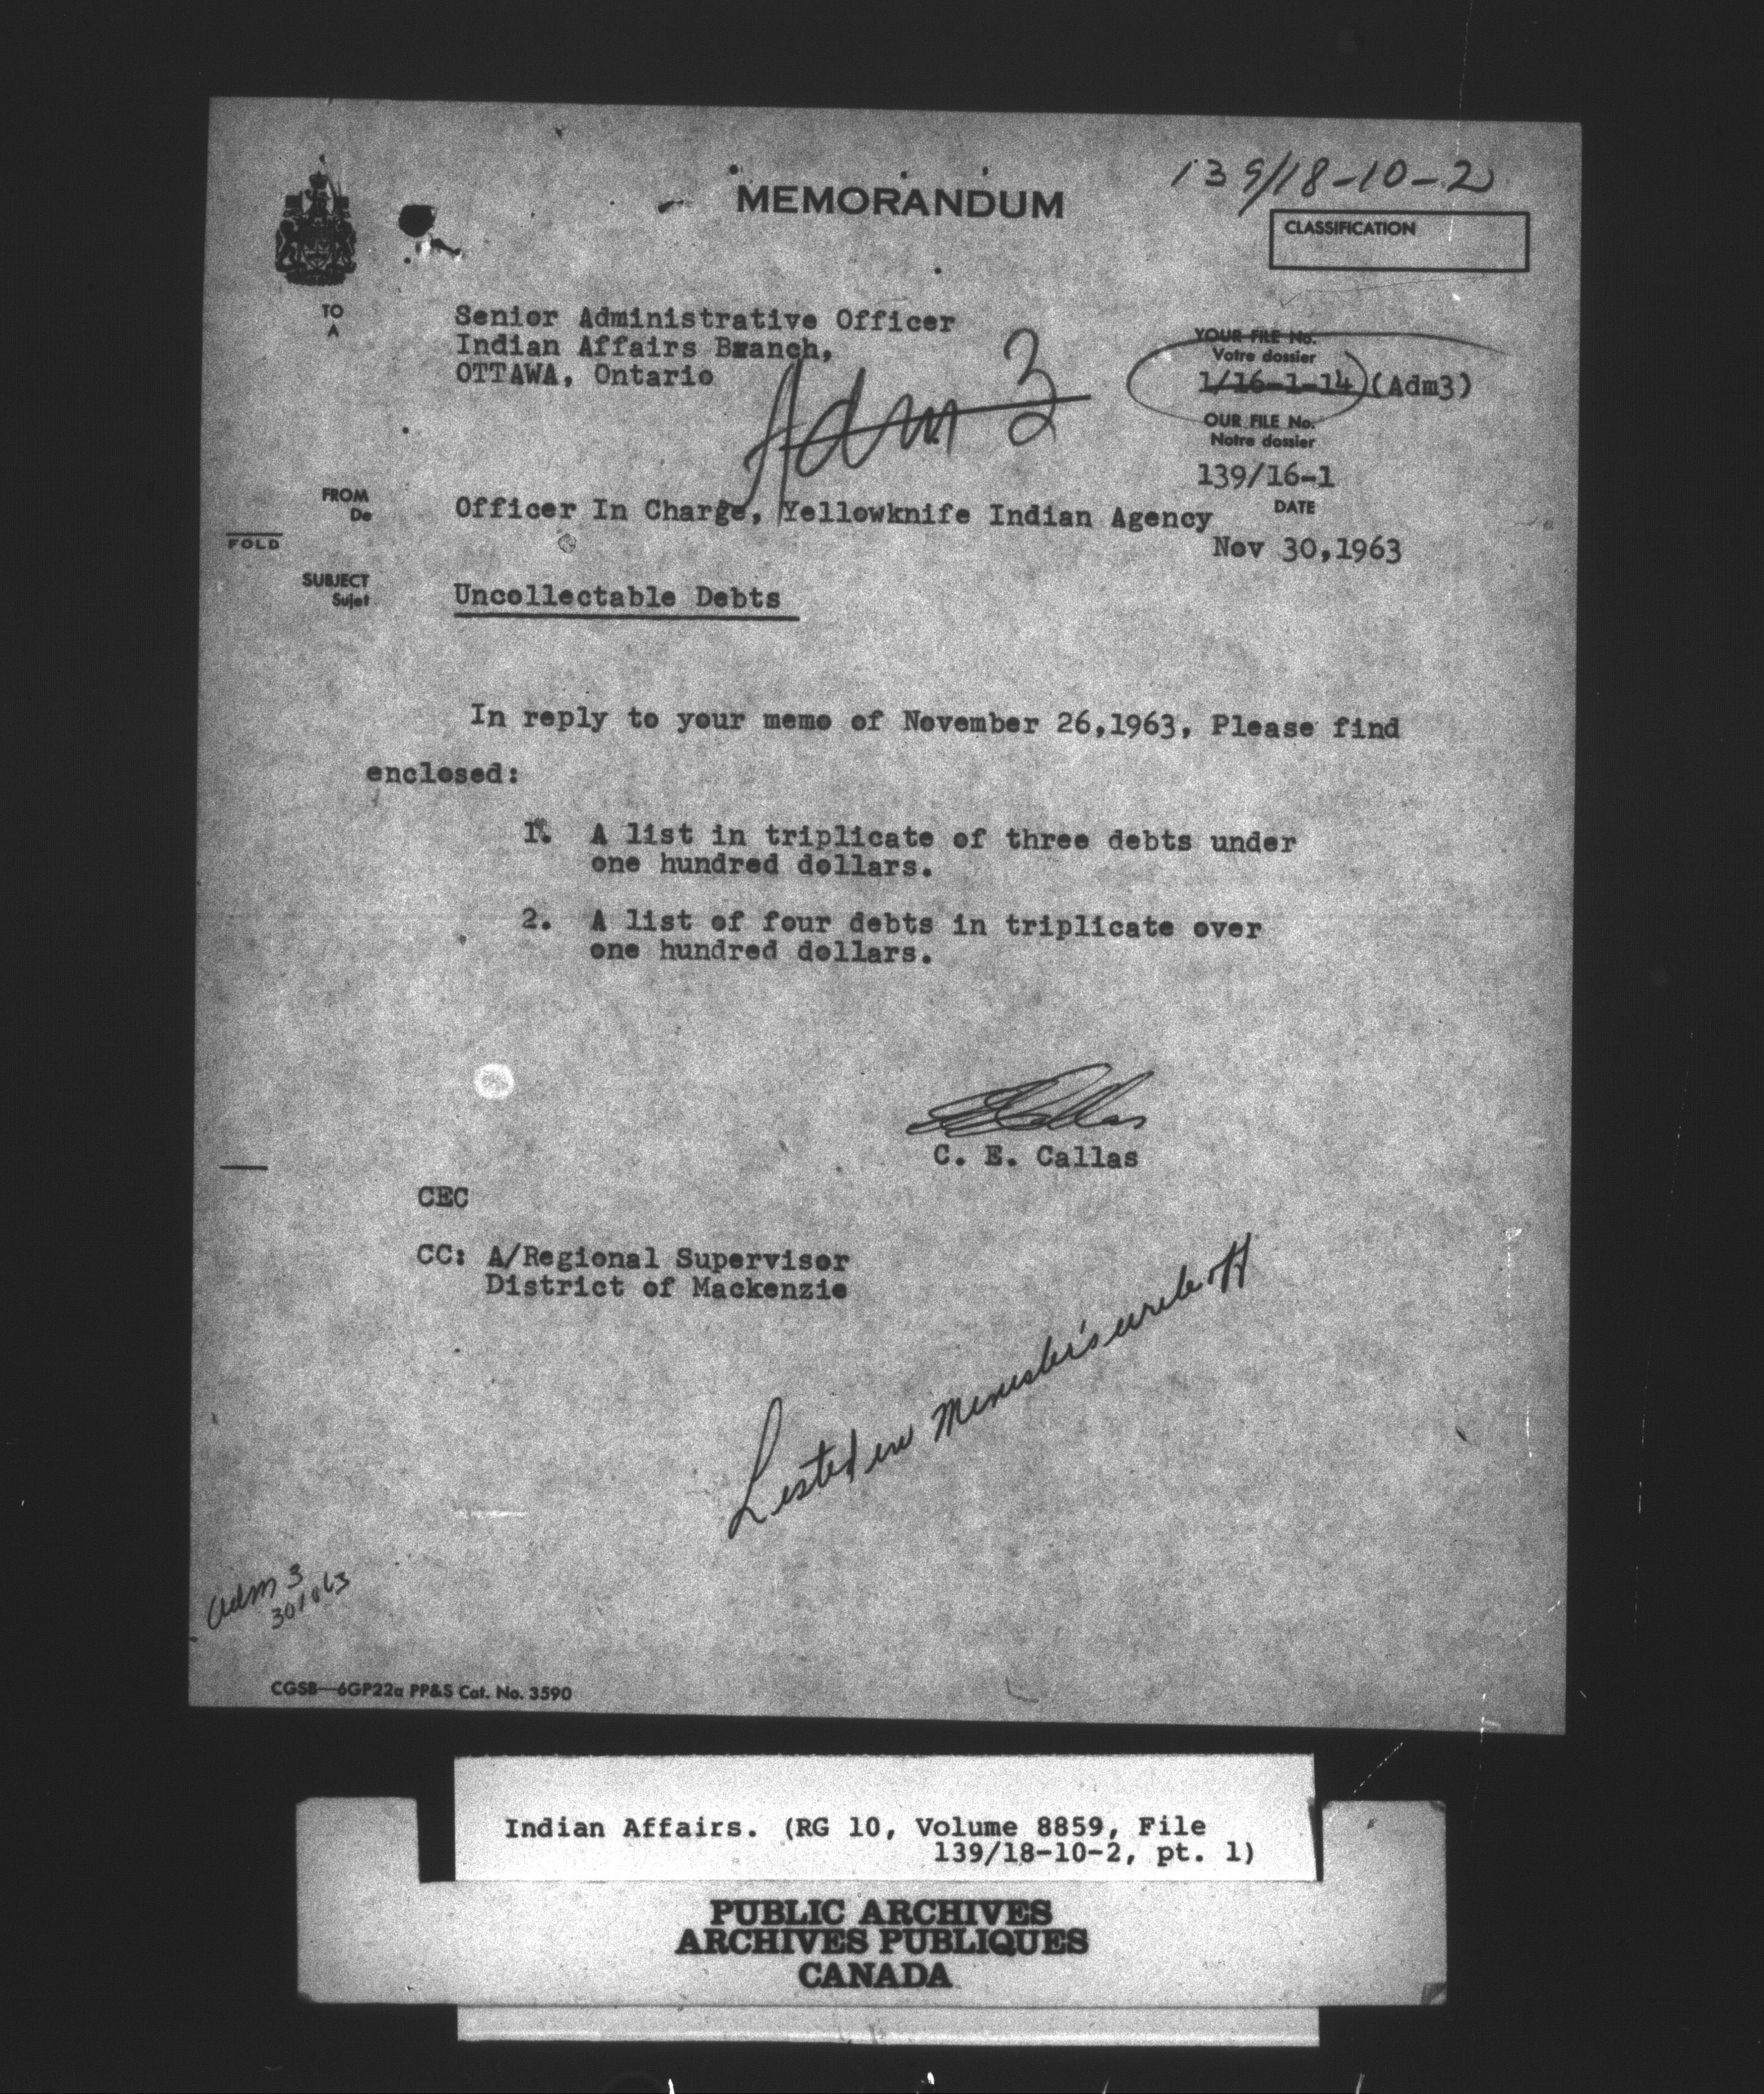 139/18-10-2
MEMORANDUM
CLASSIFICATION
TO
A
Senior Administrative Officer
Indian Affairs Branch,
OTTAWA, Ontario
Adm 3
YOUR FILE No.
Votre dossier
1/16-1-14 (Adm3)
OUR FILE No.
Notre dossier
139/16-1
FROM
De
Officer In Charge, Yellowknife Indian Agency
DATE
Nov 30,1963
FOLD
SUBJECT
Sujet
Uncollectable Debts
In reply to your memo of November 26,1963, Please find
enclosed:
1. A list in triplicate of three debts under
one hundred dollars.
2. A list of four debts in triplicate over
one hundred dollars.
C. E. Callas
CEC
CC: A/Regional Supervisor
District of Mackenzie
Listed in Minister's write off
Adm 3
CGSB—6GP22a PP&S Cat. No. 3590
Indian Affairs. (RG 10, Volume 8859, File
139/18-10-2, pt. 1)
PUBLIC ARCHIVES
ARCHIVES PUBLIQUES
CANADA